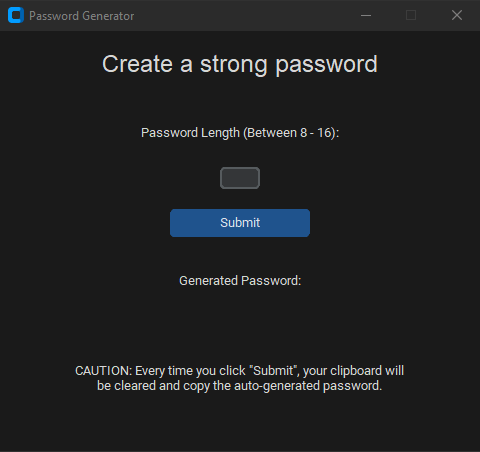 Password Generator
Create a strong password
Password Length (Between 8 - 16):
Submit
Generated Password:
CAUTION: Every time you click "Submit", your clipboard will
be cleared and copy the auto-generated password.